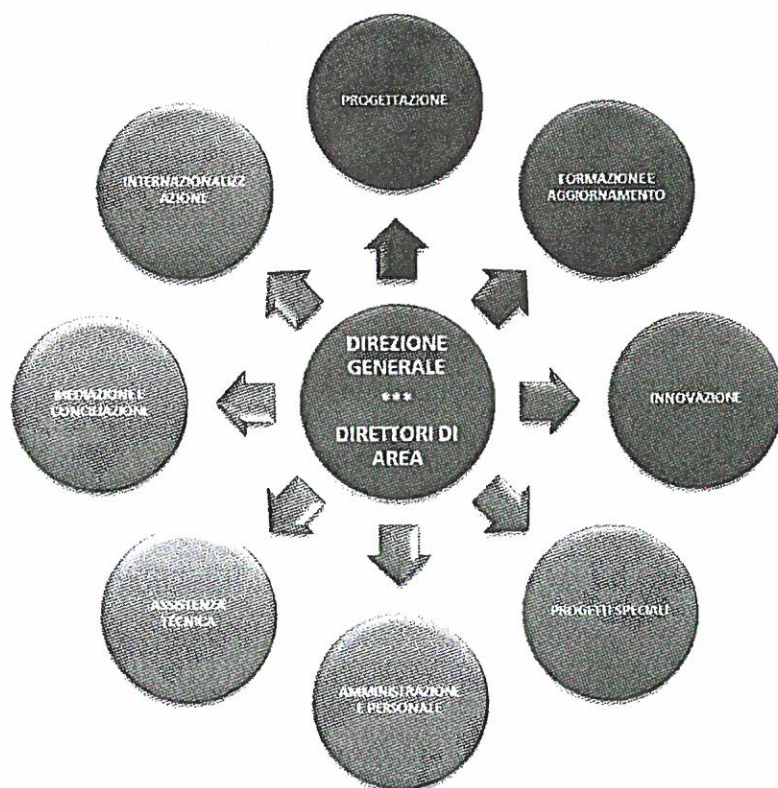 PROGETTAZIONE
FORMAZIONE E
AGGIORNAMENTO
INNOVAZIONE
PROGETTI SPECIALI
AMMINISTRAZIONE
E PERSONALE
ASSISTENZA
TECNICA
MEDIAZIONE E
CONCILIAZIONE
INTERNAZIONALIZZ
AZIONE
DIREZIONE
GENERALE
***
DIRETTORI DI
AREA